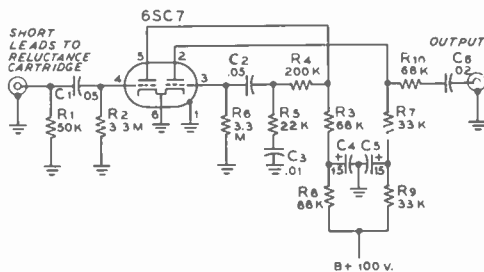 6SC7
SHORT
LEADS TO
RELUCTANCE
CARTRIDGE
C1 .05
R1
50K
R2
3.3M
5
2
4
3
6
1
C2
.05
R4
200K
R6
3.3
M
R5
22K
C3
.01
R3
68K
R10
68K
OUTPUT
C6
.02
R7
33K
C4
+
15
C5
+
15
R8
68K
R9
33K
B+ 100 V.